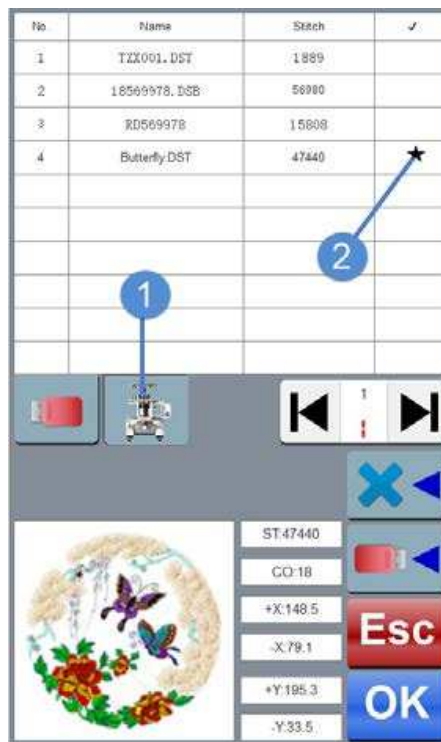 No Name Stitch ✓
1 TZX001.DST 1889
2 18569978.DSB 56980
3 RD569978 15808
4 Butterfly.DST 47440 ★
2
1
1
ST:47440
CO:18
+X:148.5
-X:79.1
Esc
+Y:195.3
OK
-Y:33.5